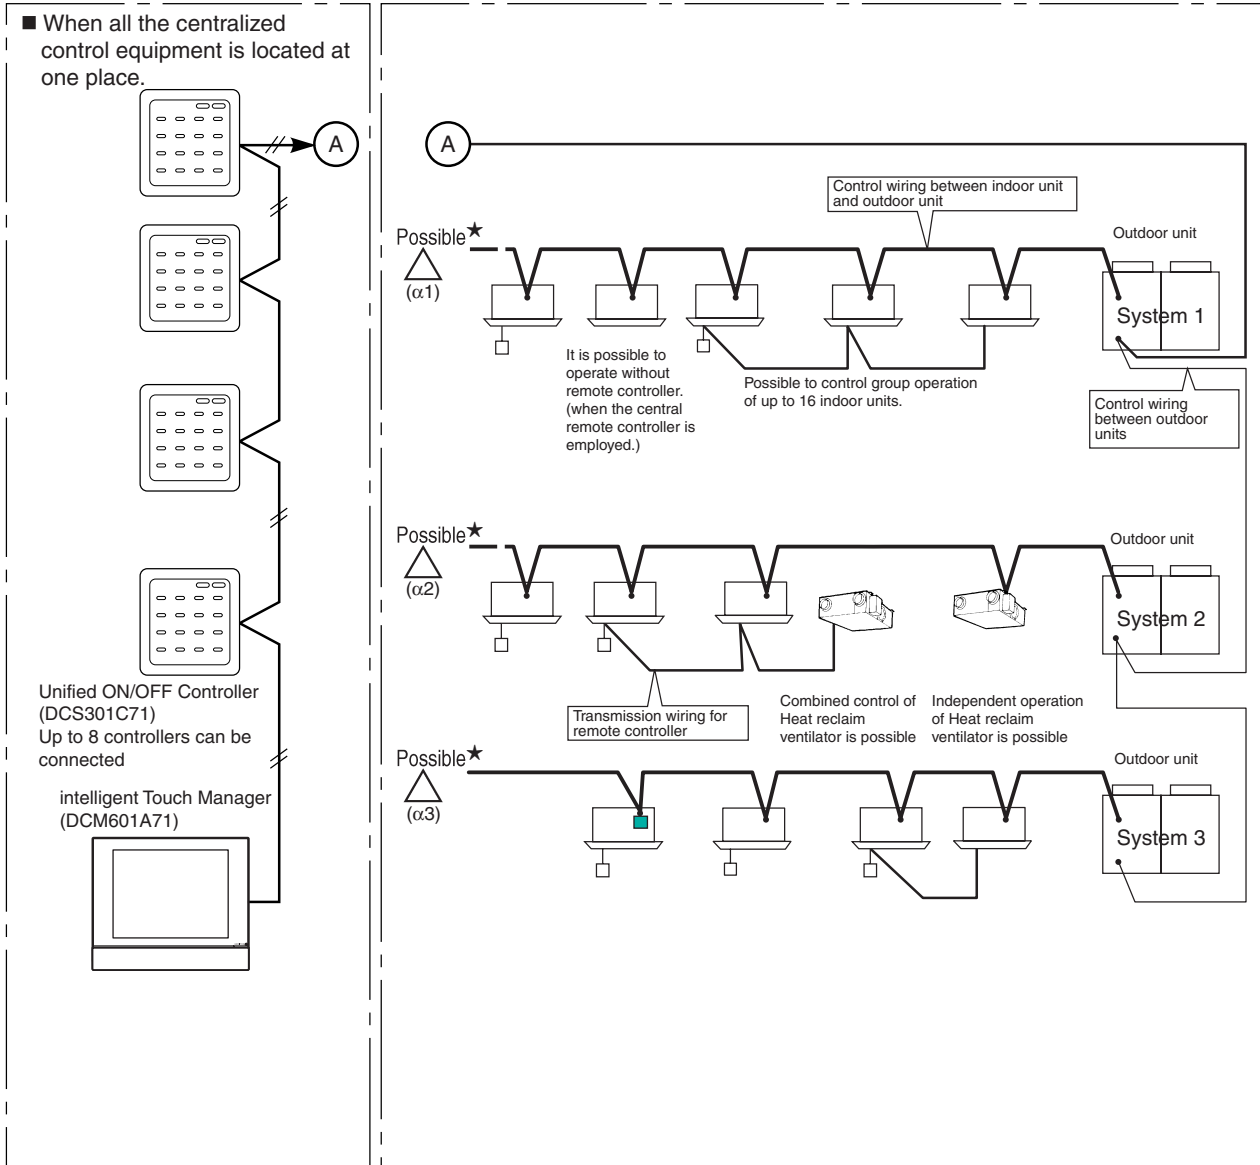 ■ When all the centralized
control equipment is located at
one place.
A
Unified ON/OFF Controller
(DCS301C71)
Up to 8 controllers can be
connected
intelligent Touch Manager
(DCM601A71)
A
Control wiring between indoor unit
and outdoor unit
Possible★
(α1)
Outdoor unit
System 1
It is possible to
operate without
remote controller.
(when the central
remote controller is
employed.)
Possible to control group operation
of up to 16 indoor units.
Control wiring
between outdoor
units
Possible★
(α2)
Outdoor unit
System 2
Transmission wiring for
remote controller
Combined control of
Heat reclaim
ventilator is possible
Independent operation
of Heat reclaim
ventilator is possible
Possible★
(α3)
Outdoor unit
System 3